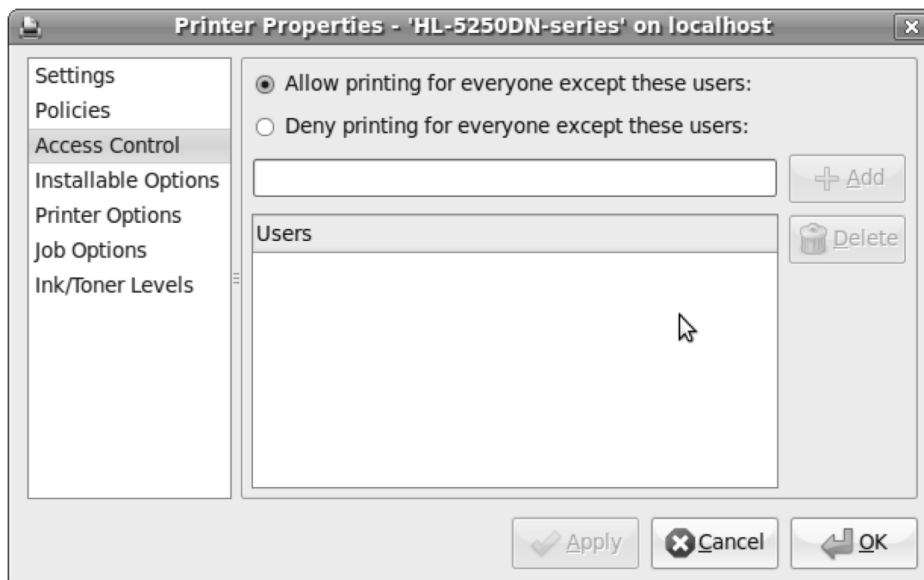 Printer Properties - 'HL-5250DN-series' on localhost
Settings
Policies
Access Control
Installable Options
Printer Options
Job Options
Ink/Toner Levels
Allow printing for everyone except these users:
Deny printing for everyone except these users:
Add
Users
Delete
Apply
Cancel
OK